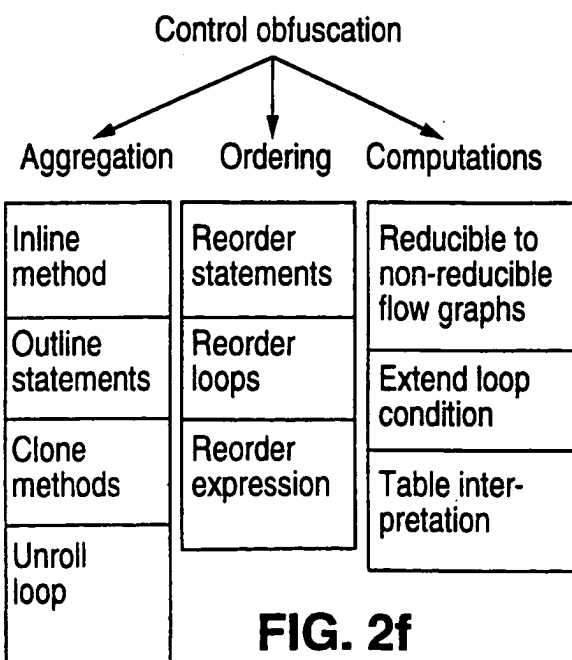 Control obfuscation
Aggregation
Ordering
Computations
Inline
method
Outline
statements
Clone
methods
Unroll
loop
Reorder
statements
Reorder
loops
Reorder
expression
Reducible to
non-reducible
flow graphs
Extend loop
condition
Table inter-
pretation
FIG. 2f